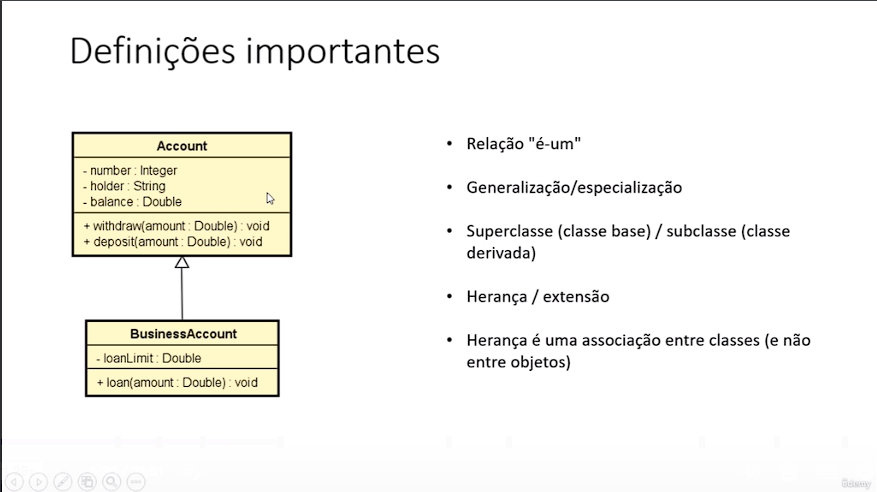 Definições importantes
Account
- number : Integer
- holder : String
- balance : Double
+ withdraw(amount : Double) : void
+ deposit(amount : Double) : void
BusinessAccount
- loanLimit : Double
+ loan(amount : Double) : void
• Relação "é-um"
• Generalização/especialização
• Superclasse (classe base) / subclasse (classe
derivada)
• Herança / extensão
• Herança é uma associação entre classes (e não
entre objetos)
ûdemy